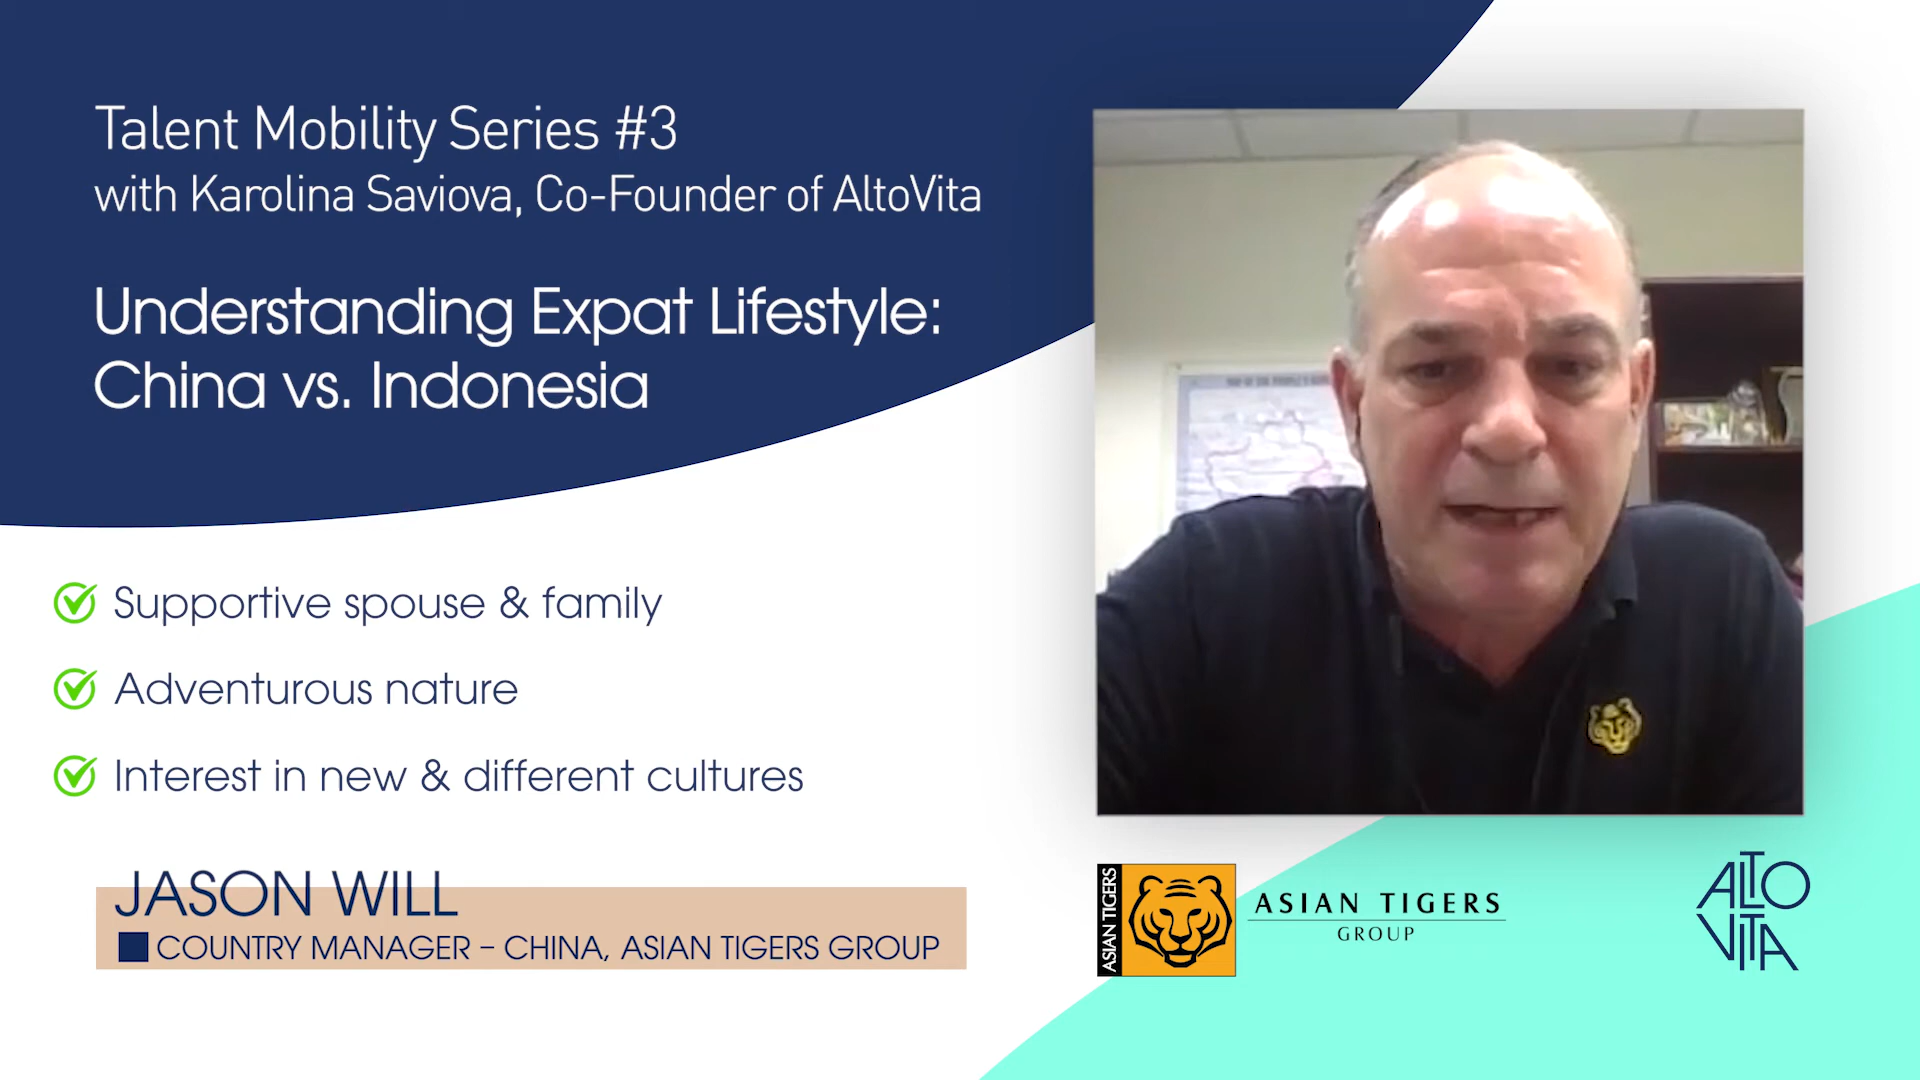 Talent Mobility Series #3
with Karolina Saviova, Co-Founder of AltoVita
Understanding Expat Lifestyle:
China vs. Indonesia
Supportive spouse & family
Adventurous nature
Interest in new & different cultures
JASON WILL
COUNTRY MANAGER – CHINA, ASIAN TIGERS GROUP
ASIAN TIGERS
ASIAN TIGERS
GROUP
ALTO
VITA